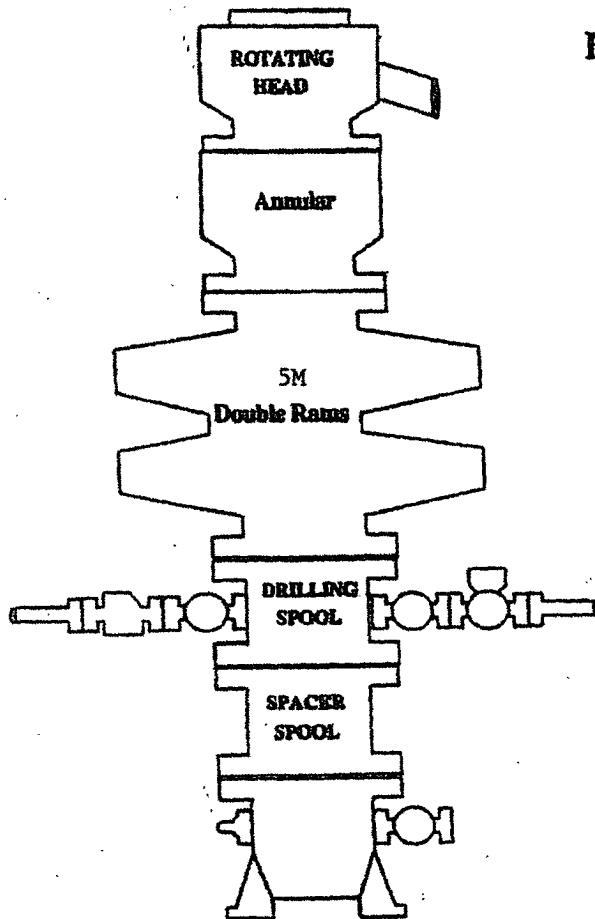 ROTATING
HEAD
Annular
5M
Double Rams
DRILLING
SPOOL
SPACER
SPOOL